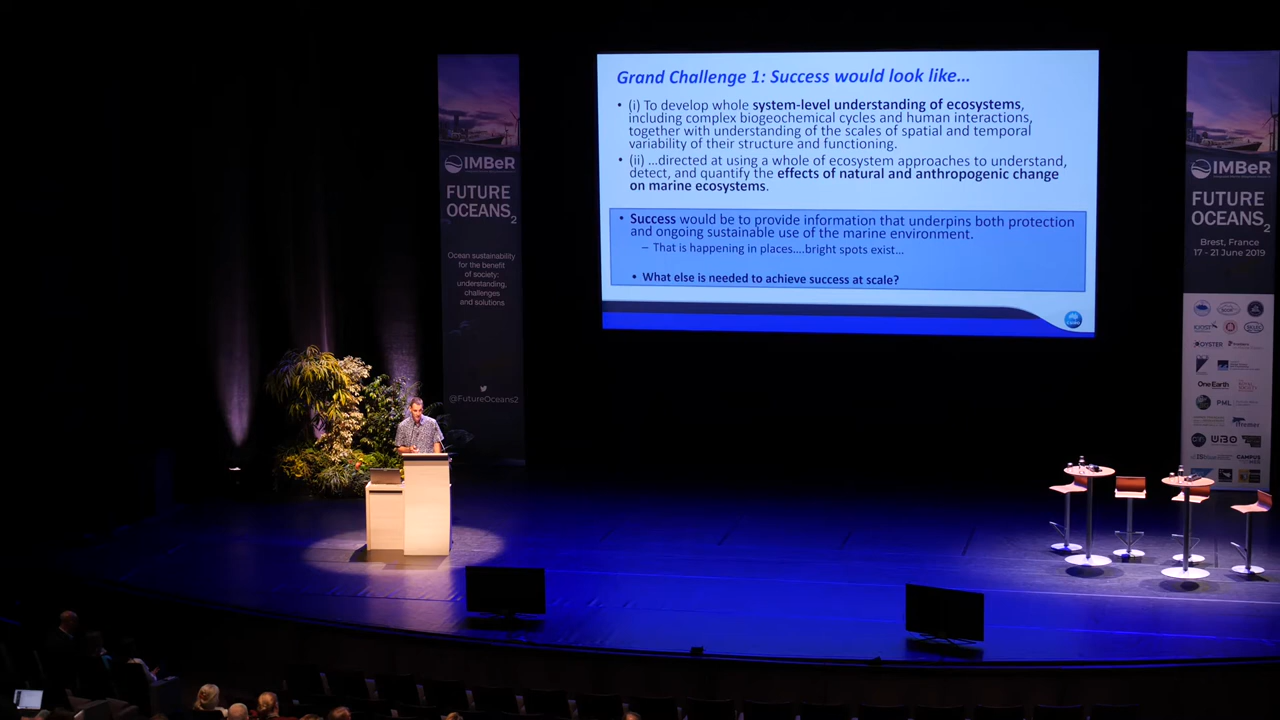 Grand Challenge 1: Success would look like...
• (i) To develop whole system-level understanding of ecosystems,
including complex biogeochemical cycles and human interactions,
together with understanding of the scales of spatial and temporal
variability of their structure and functioning.
• (ii) ...directed at using a whole of ecosystem approaches to understand,
detect, and quantify the effects of natural and anthropogenic change
on marine ecosystems.
• Success would be to provide information that underpins both protection
and ongoing sustainable use of the marine environment.
– That is happening in places....bright spots exist...
• What else is needed to achieve success at scale?
CSIRO
IMBeR
FUTURE
OCEANS2
Ocean sustainability
for the benefit
of society:
understanding,
challenges
and solutions
@FutureOceans2
IMBeR
FUTURE
OCEANS2
Brest, France
17 - 21 June 2019
OYSTER
One Earth
PML
UBO
CAMPUS